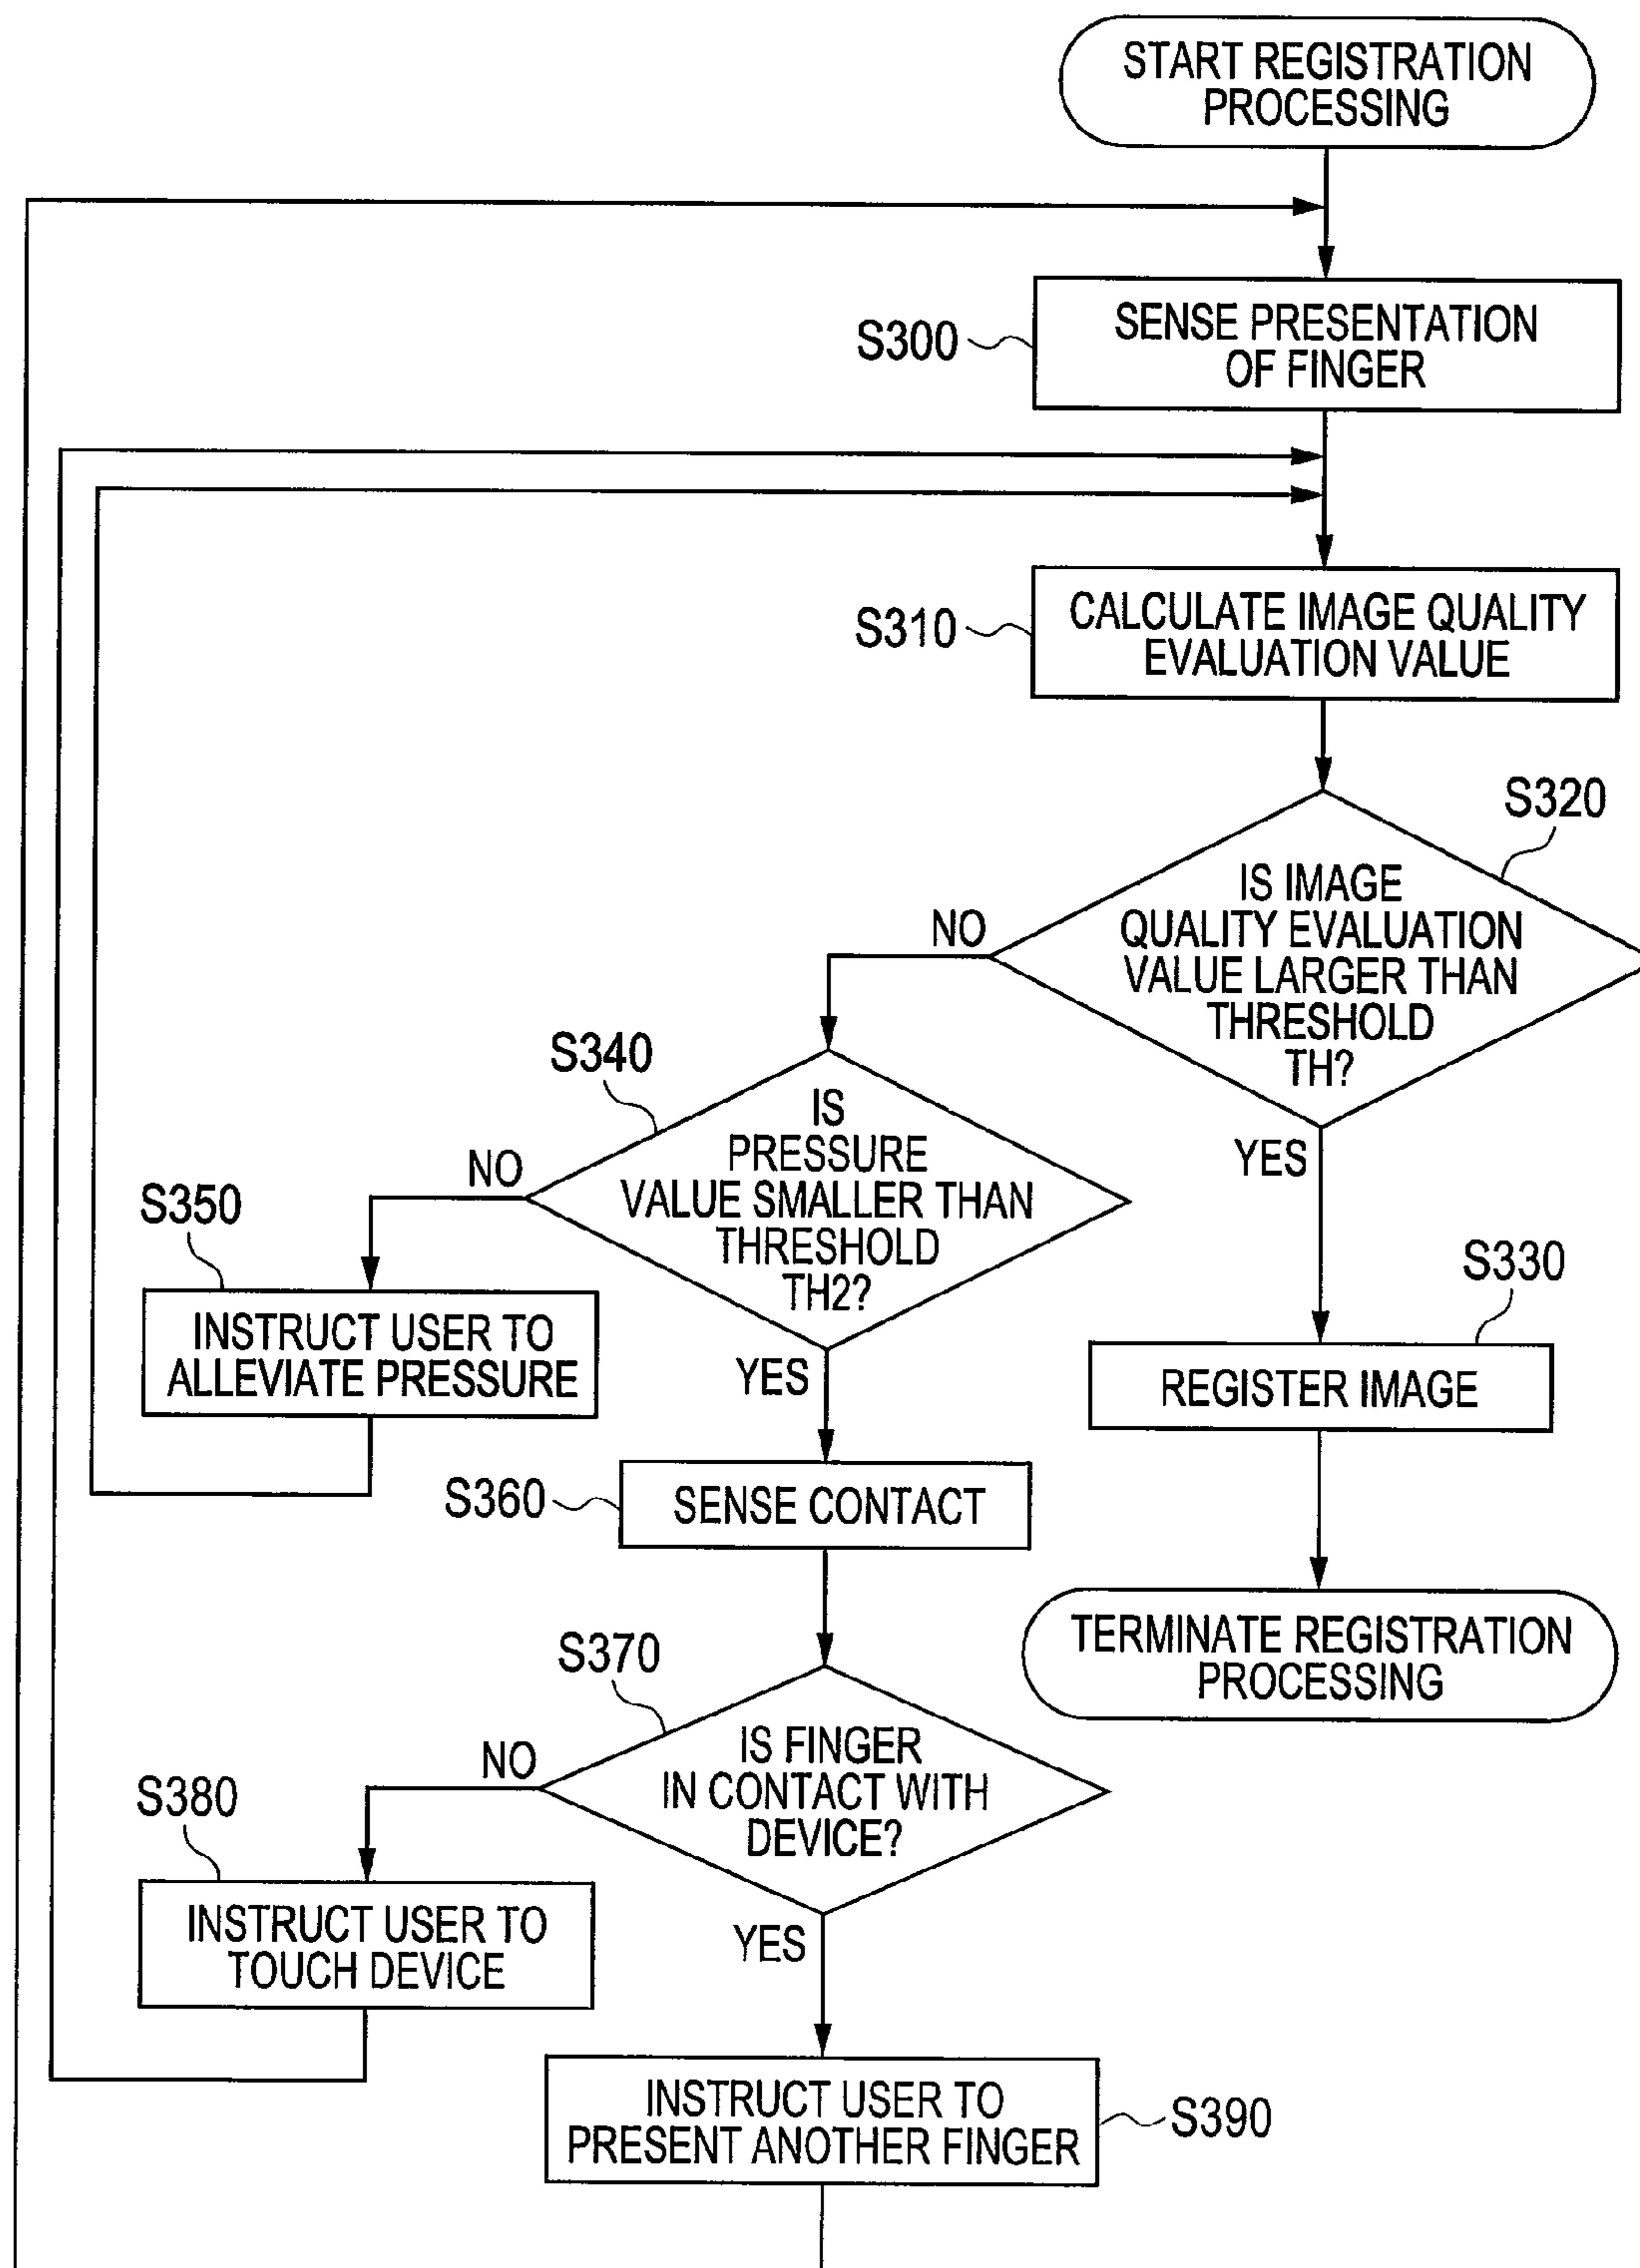 START REGISTRATION
PROCESSING
S300
SENSE PRESENTATION
OF FINGER
S310
CALCULATE IMAGE QUALITY
EVALUATION VALUE
S320
IS IMAGE
QUALITY EVALUATION
VALUE LARGER THAN
THRESHOLD
TH?
NO
YES
S340
IS
PRESSURE
VALUE SMALLER THAN
THRESHOLD
TH2?
NO
YES
S350
INSTRUCT USER TO
ALLEVIATE PRESSURE
S330
REGISTER IMAGE
S360
SENSE CONTACT
TERMINATE REGISTRATION
PROCESSING
S370
IS FINGER
IN CONTACT WITH
DEVICE?
NO
YES
S380
INSTRUCT USER TO
TOUCH DEVICE
INSTRUCT USER TO
PRESENT ANOTHER FINGER
S390